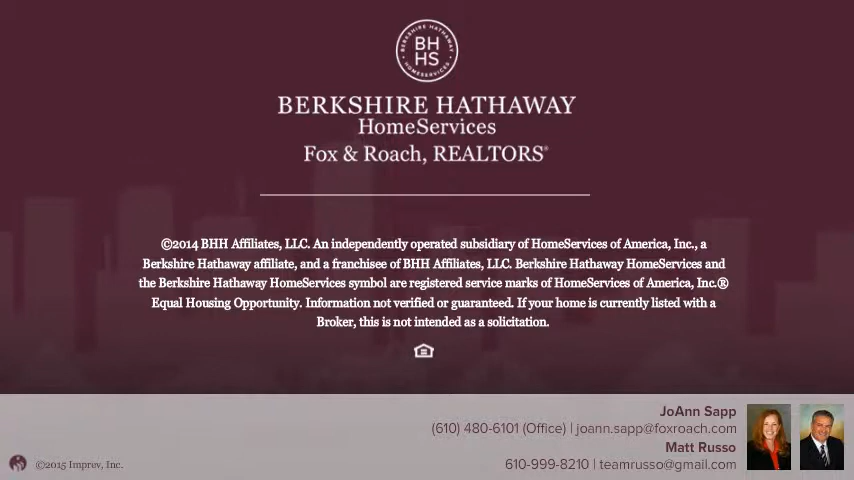 BERKSHIRE HATHAWAY
HOMESERVICES
BH
HS
BERKSHIRE HATHAWAY
HomeServices
Fox & Roach, REALTORS®
©2014 BHH Affiliates, LLC. An independently operated subsidiary of HomeServices of America, Inc., a
Berkshire Hathaway affiliate, and a franchisee of BHH Affiliates, LLC. Berkshire Hathaway HomeServices and
the Berkshire Hathaway HomeServices symbol are registered service marks of HomeServices of America, Inc.®
Equal Housing Opportunity. Information not verified or guaranteed. If your home is currently listed with a
Broker, this is not intended as a solicitation.
JoAnn Sapp
(610) 480-6101 (Office) | joann.sapp@foxroach.com
Matt Russo
610-999-8210 | teamrusso@gmail.com
©2015 Imprev, Inc.